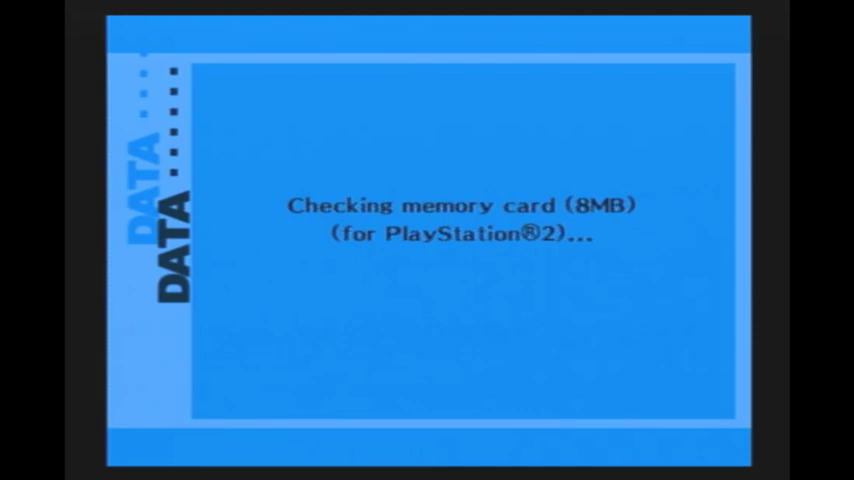 DATA......
DATA......
Checking memory card (8MB)
(for PlayStation®2)...